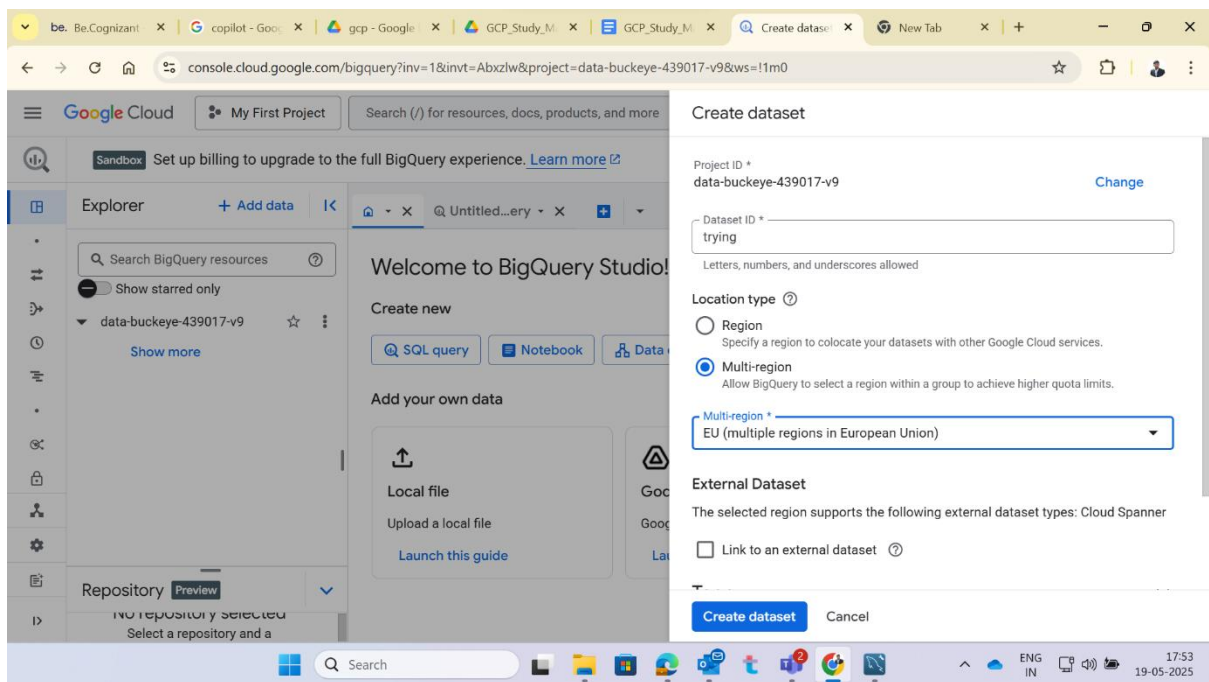 be. Be.Cognizant
copilot - Goo
gcp - Google
GCP_Study_M
GCP_Study_M
Create datase
New Tab
console.cloud.google.com/bigquery?inv=1&invt=Abxzlw&project=data-buckeye-439017-v9&ws=!1m0
Google Cloud
My First Project
Search (/) for resources, docs, products, and more
Sandbox Set up billing to upgrade to the full BigQuery experience. Learn more
Explorer
+ Add data
Untitled...ery
Search BigQuery resources
Show starred only
data-buckeye-439017-v9
Show more
Repository Preview
No repository selected
Select a repository and a
Welcome to BigQuery Studio!
Create new
SQL query
Notebook
Data
Add your own data
Local file
Upload a local file
Launch this guide
Goo
Goog
Lau
Create dataset
Project ID *
data-buckeye-439017-v9
Change
Dataset ID *
trying
Letters, numbers, and underscores allowed
Location type
Region
Specify a region to colocate your datasets with other Google Cloud services.
Multi-region
Allow BigQuery to select a region within a group to achieve higher quota limits.
Multi-region *
EU (multiple regions in European Union)
External Dataset
The selected region supports the following external dataset types: Cloud Spanner
Link to an external dataset
Create dataset
Cancel
Search
2
ENG
IN
17:53
19-05-2025